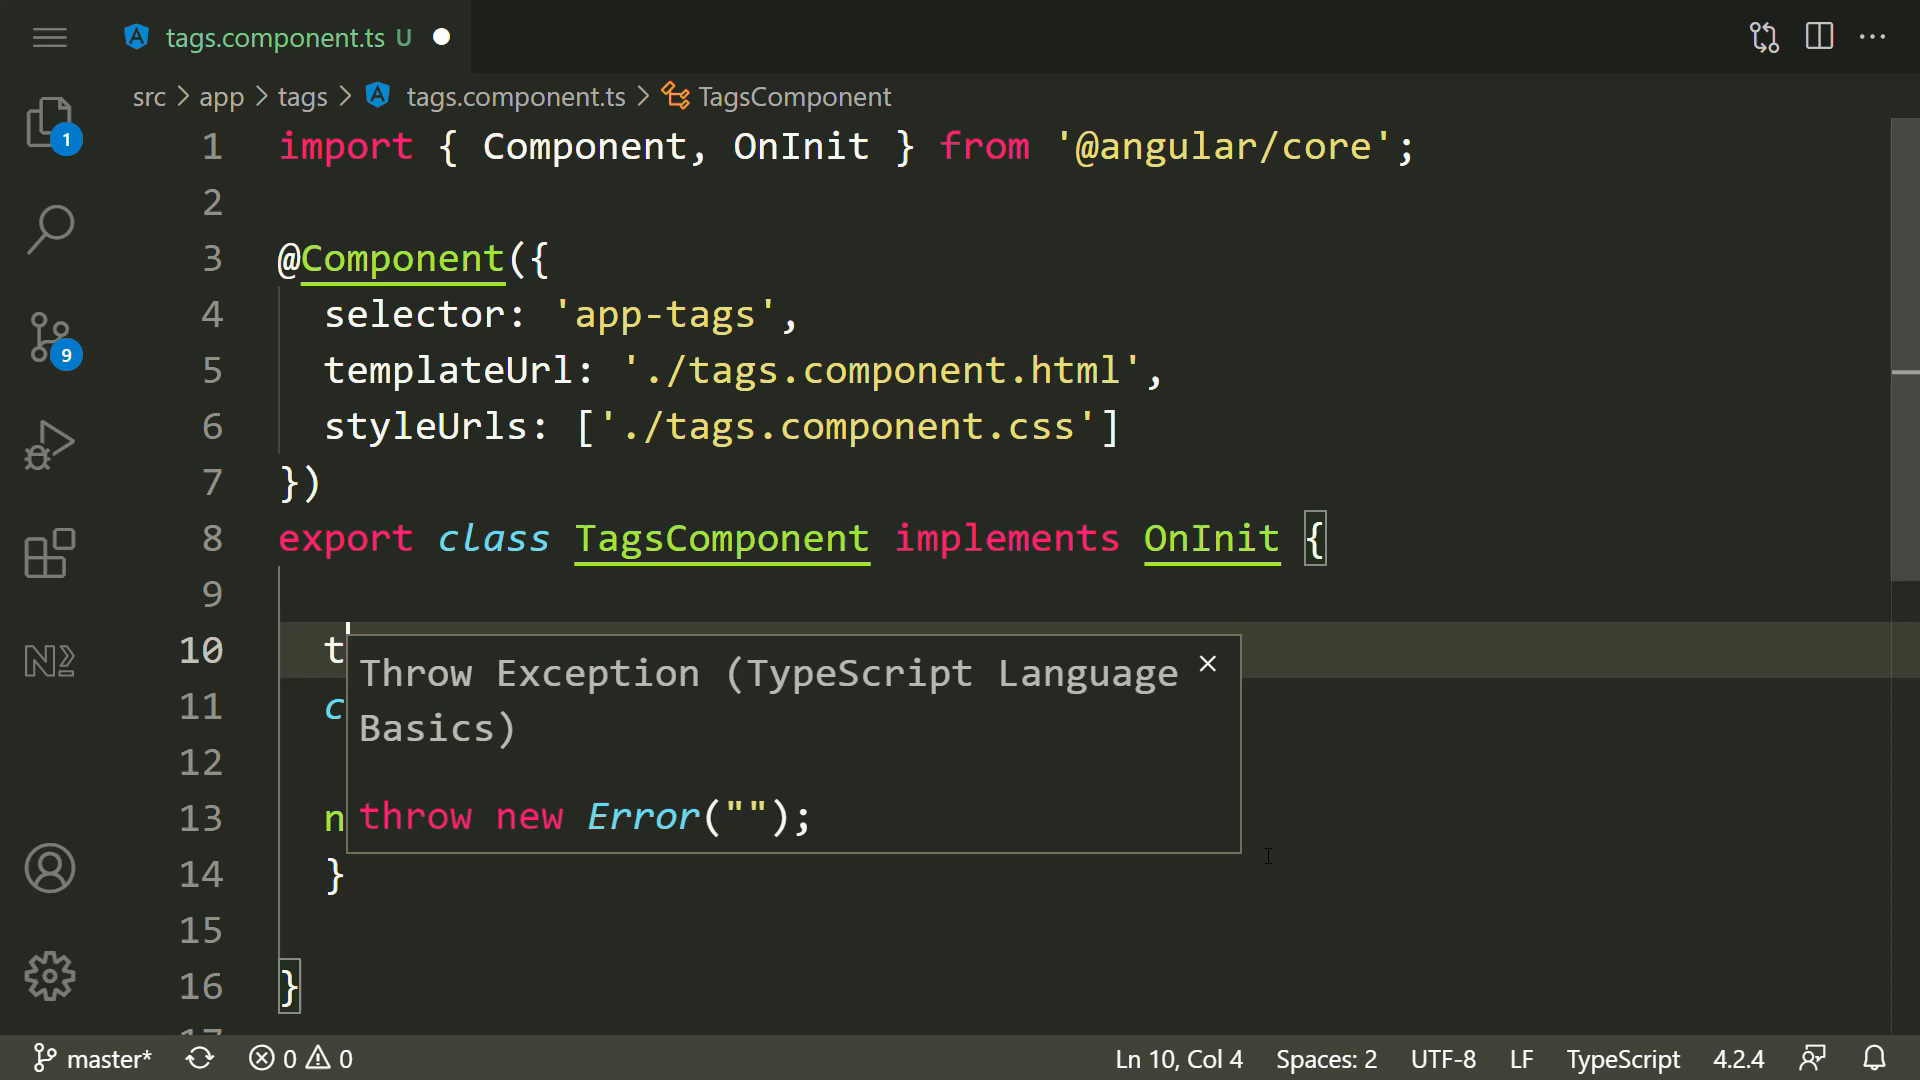 tags.component.ts U
src > app > tags > tags.component.ts > TagsComponent
1 import { Component, OnInit } from '@angular/core';
2
3 @Component({
4 selector: 'app-tags',
5 templateUrl: './tags.component.html',
6 styleUrls: ['./tags.component.css']
7 })
8 export class TagsComponent implements OnInit {
9
10 t
Throw Exception (TypeScript Language
Basics)
throw new Error("");
11 c
12
13 n
14 }
15
16 }
1
9
master* 0 0 Ln 10, Col 4 Spaces: 2 UTF-8 LF TypeScript 4.2.4